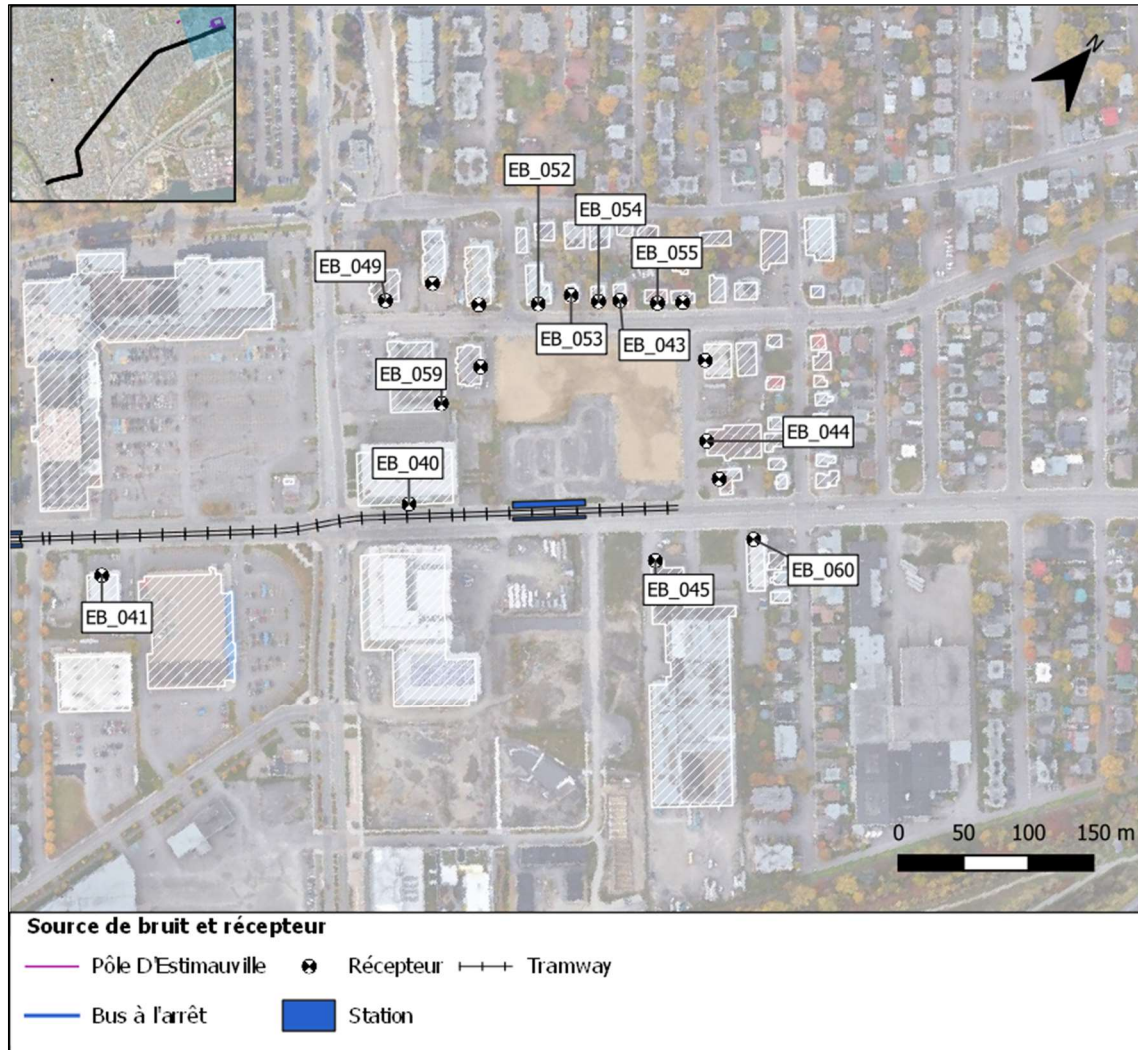 N
EB_052
EB_054
EB_055
EB_049
EB_053
EB_043
EB_059
EB_044
EB_040
EB_060
EB_045
EB_041
0 50 100 150 m
Source de bruit et récepteur
Pôle D'Estimauville
Récepteur
Tramway
Bus à l'arrêt
Station